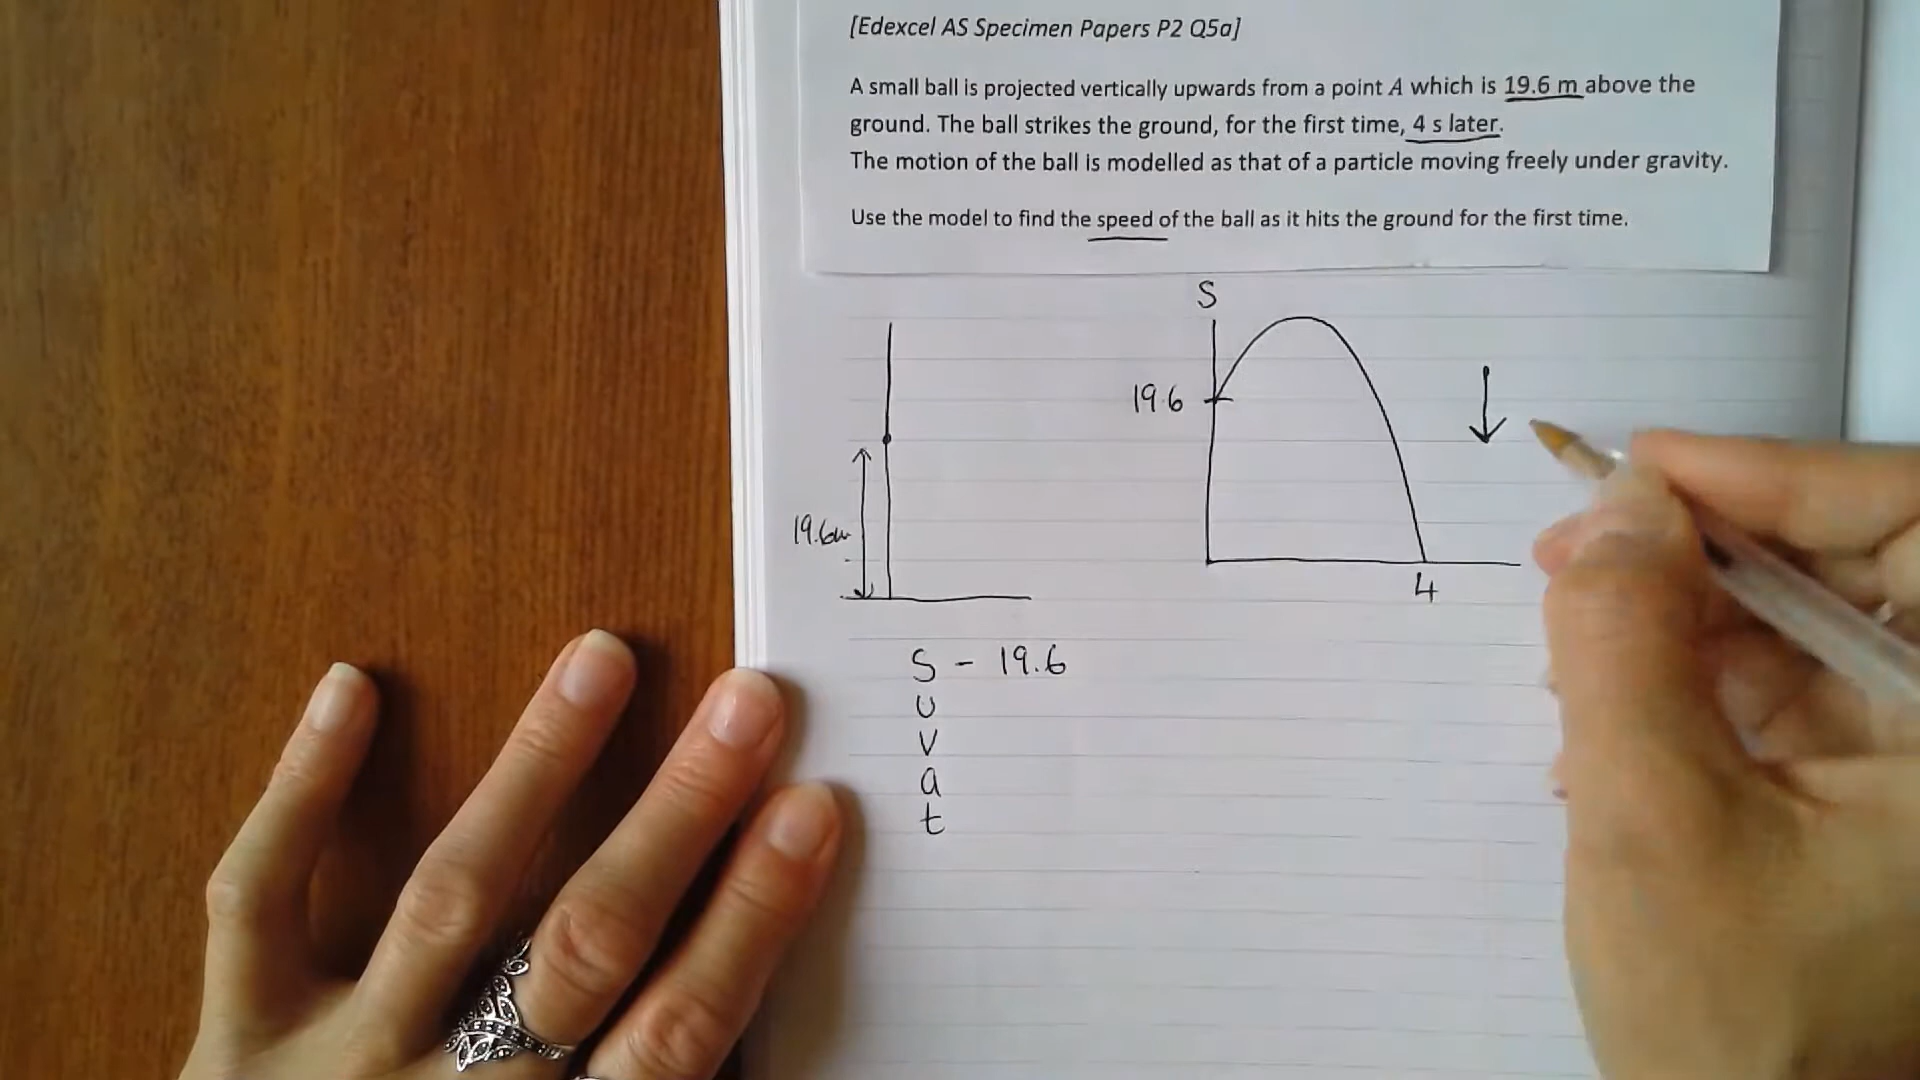 [Edexcel AS Specimen Papers P2 Q5a]
A small ball is projected vertically upwards from a point A which is 19.6 m above the
ground. The ball strikes the ground, for the first time, 4 s later.
The motion of the ball is modelled as that of a particle moving freely under gravity.
Use the model to find the speed of the ball as it hits the ground for the first time.
S
19.6
19.6m
4
S - 19.6
u
v
a
t